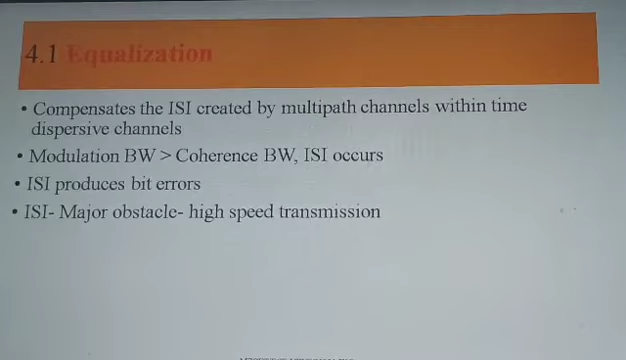 4.1 Equalization
• Compensates the ISI created by multipath channels within time
dispersive channels
• Modulation BW > Coherence BW, ISI occurs
• ISI produces bit errors
• ISI- Major obstacle- high speed transmission